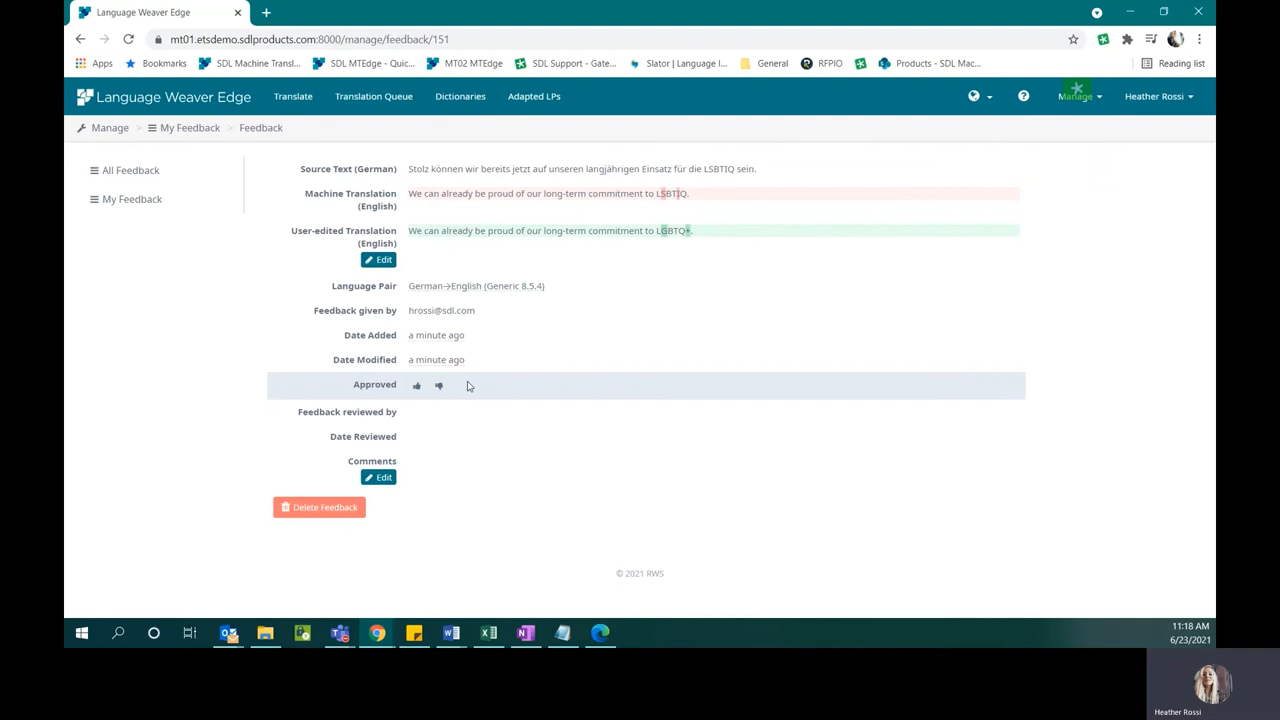 Language Weaver Edge
mt01.etsdemo.sdlproducts.com:8000/manage/feedback/151
Apps Bookmarks SDL Machine Transl... SDL MTEdge - Quic... MT02 MTEdge SDL Support - Gate... Slator | Language I... General RFPIO Products - SDL Mac... Reading list
Language Weaver Edge Translate Translation Queue Dictionaries Adapted LPs Manage Heather Rossi
Manage > My Feedback > Feedback
All Feedback
My Feedback
Source Text (German) Stolz können wir bereits jetzt auf unseren langjährigen Einsatz für die LSBTIQ sein.
Machine Translation We can already be proud of our long-term commitment to LSBTIQ.
(English)
User-edited Translation We can already be proud of our long-term commitment to LGBTQ+.
(English)
Edit
Language Pair German→English (Generic 8.5.4)
Feedback given by hrossi@sdl.com
Date Added a minute ago
Date Modified a minute ago
Approved
Feedback reviewed by
Date Reviewed
Comments
Edit
Delete Feedback
© 2021 RWS
11:18 AM
6/23/2021
Heather Rossi